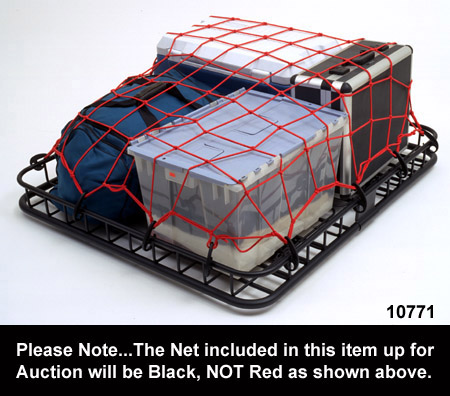 10771
Please Note...The Net included in this item up for
Auction will be Black, NOT Red as shown above.